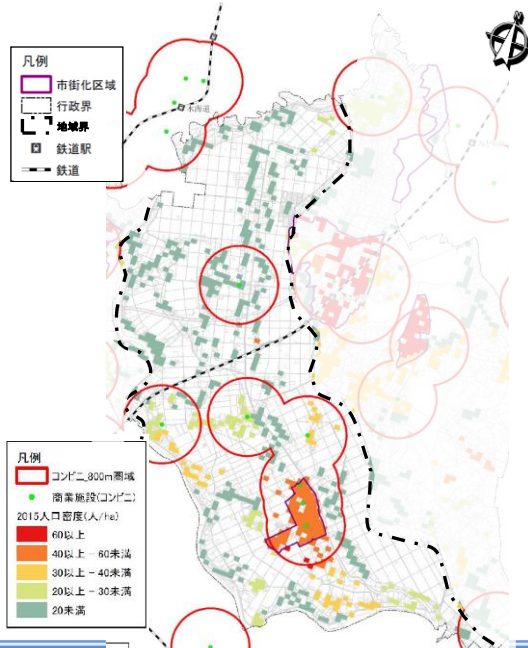 凡例
市街化区域
行政界
地域界
鉄道駅
鉄道
水海道
凡例
コンビニ_800m圏域
商業施設(コンビニ)
2015人口密度(人/ha)
60以上
40以上 - 60未満
30以上 - 40未満
20以上 - 30未満
20未満